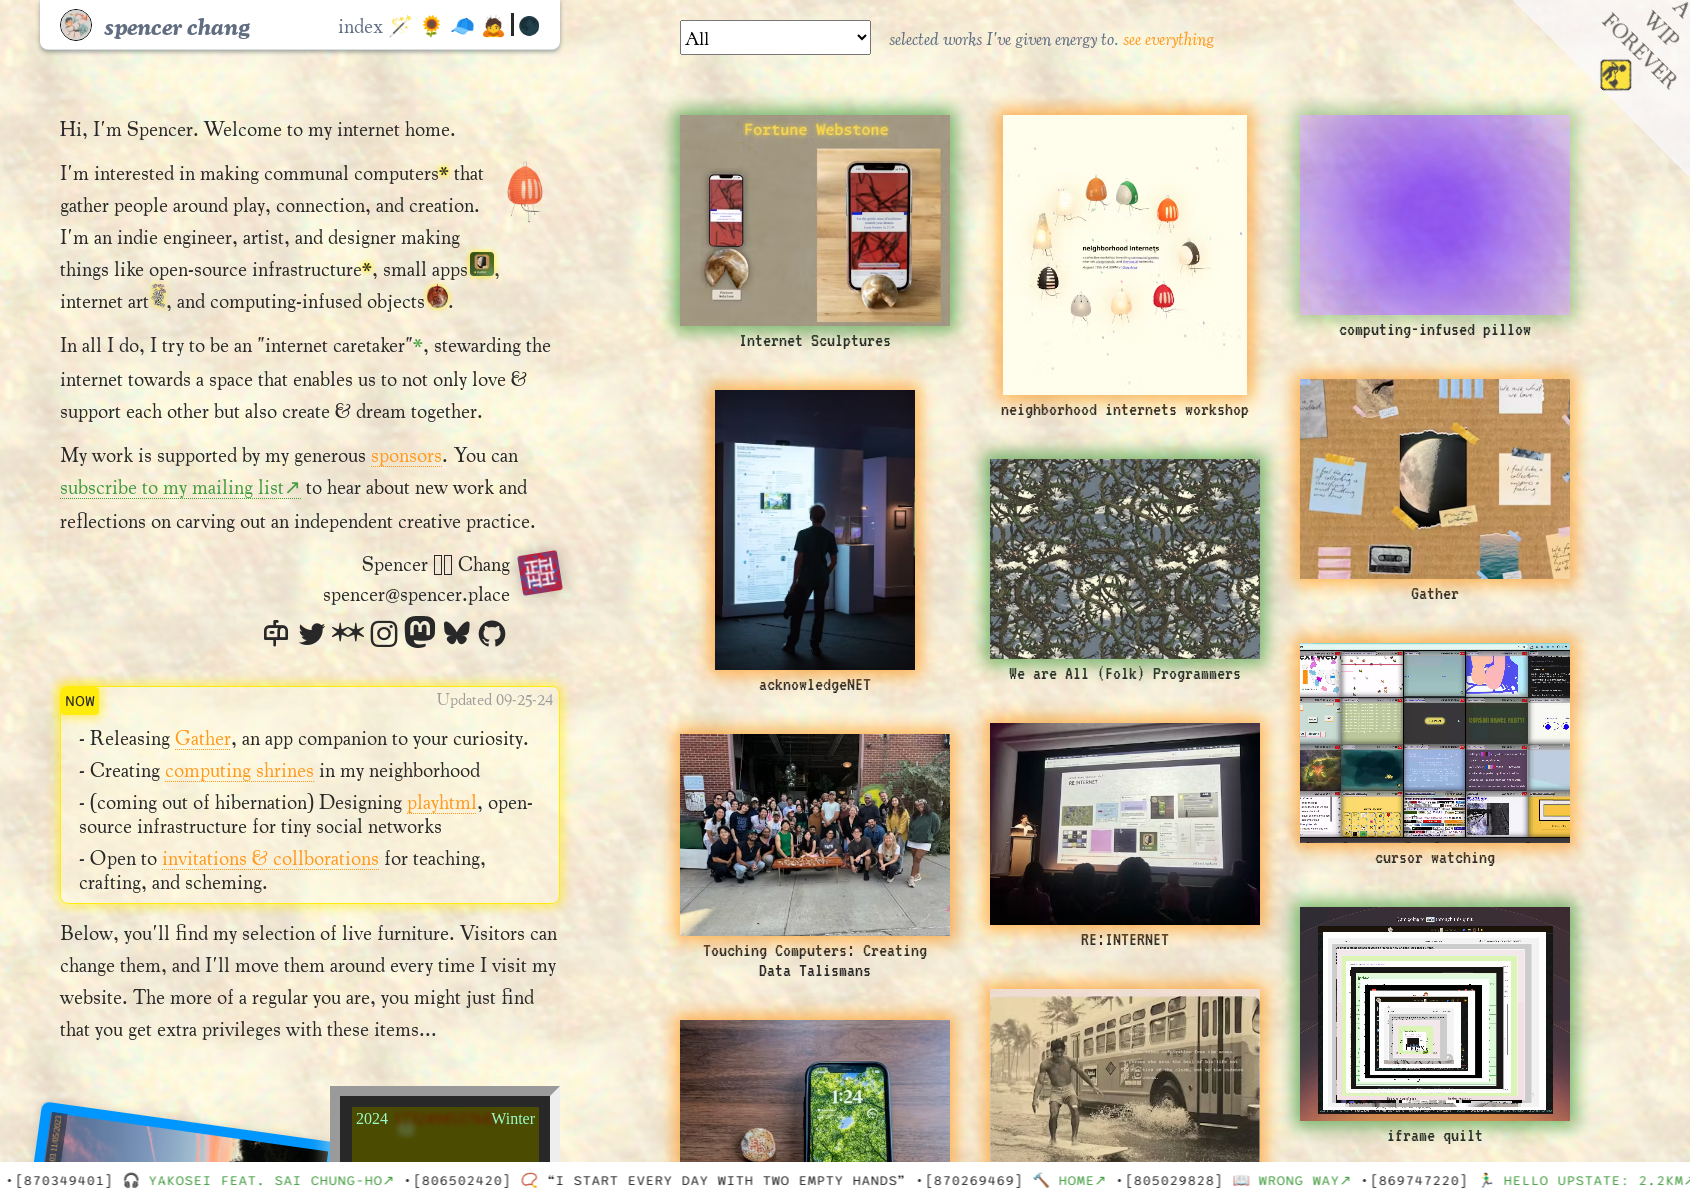 spencer chang
index
All
selected works I've given energy to. see everything
A
WIP
FOREVER
Hi, I'm Spencer. Welcome to my internet home.
I'm interested in making communal computers* that
gather people around play, connection, and creation.
I'm an indie engineer, artist, and designer making
things like open-source infrastructure*, small apps,
internet art, and computing-infused objects.
In all I do, I try to be an "internet caretaker"*, stewarding the
internet towards a space that enables us to not only love &
support each other but also create & dream together.
My work is supported by my generous sponsors. You can
subscribe to my mailing list↗ to hear about new work and
reflections on carving out an independent creative practice.
Spencer Chang
spencer@spencer.place
NOW
Updated 09-25-24
- Releasing Gather, an app companion to your curiosity.
- Creating computing shrines in my neighborhood
- (coming out of hibernation) Designing playhtml, open-
source infrastructure for tiny social networks
- Open to invitations & collborations for teaching,
crafting, and scheming.
Below, you'll find my selection of live furniture. Visitors can
change them, and I'll move them around every time I visit my
website. The more of a regular you are, you might just find
that you get extra privileges with these items...
2024
Winter
Fortune Webstone
Internet Sculptures
neighborhood internets
neighborhood internets workshop
computing-infused pillow
acknowledgeNET
We are All (Folk) Programmers
Gather
cursor watching
Touching Computers: Creating
Data Talismans
RE:INTERNET
RE:INTERNET
1:24
iframe quilt
•[870349401] 🎧 YAKOSEI FEAT. SAI CHUNG-HO↗ •[806502420] 📿 “I START EVERY DAY WITH TWO EMPTY HANDS” •[870269469] 🔨 HOME↗ •[805029828] 📖 WRONG WAY↗ •[869747220] 🏃 HELLO UPSTATE: 2.2KM↗